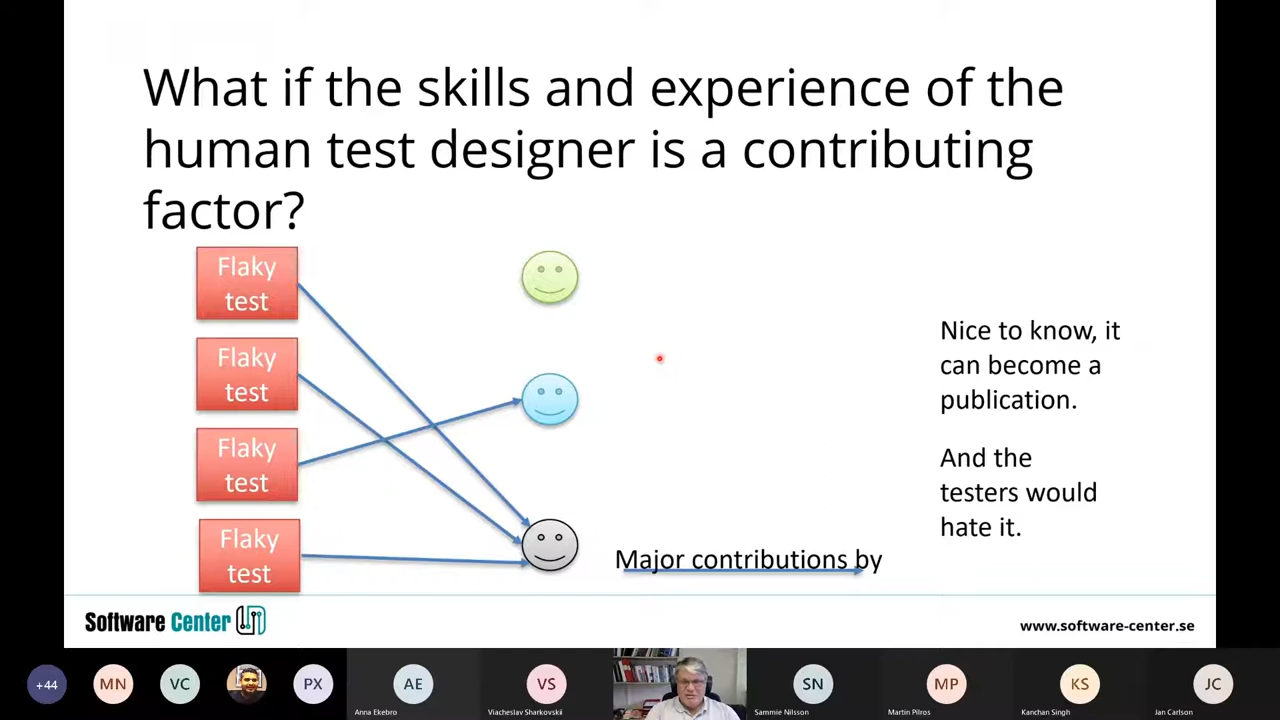 What if the skills and experience of the
human test designer is a contributing
factor?
Flaky
test
Flaky
test
Flaky
test
Flaky
test
Nice to know, it
can become a
publication.
And the
testers would
hate it.
Major contributions by
Software Center
www.software-center.se
+44
MN
VC
PX
AE
VS
SN
MP
KS
JC
Anna Ekebro
Viacheslav Sharkovskii
Sammie Nilsson
Martin Pilros
Kanchan Singh
Jan Carlson